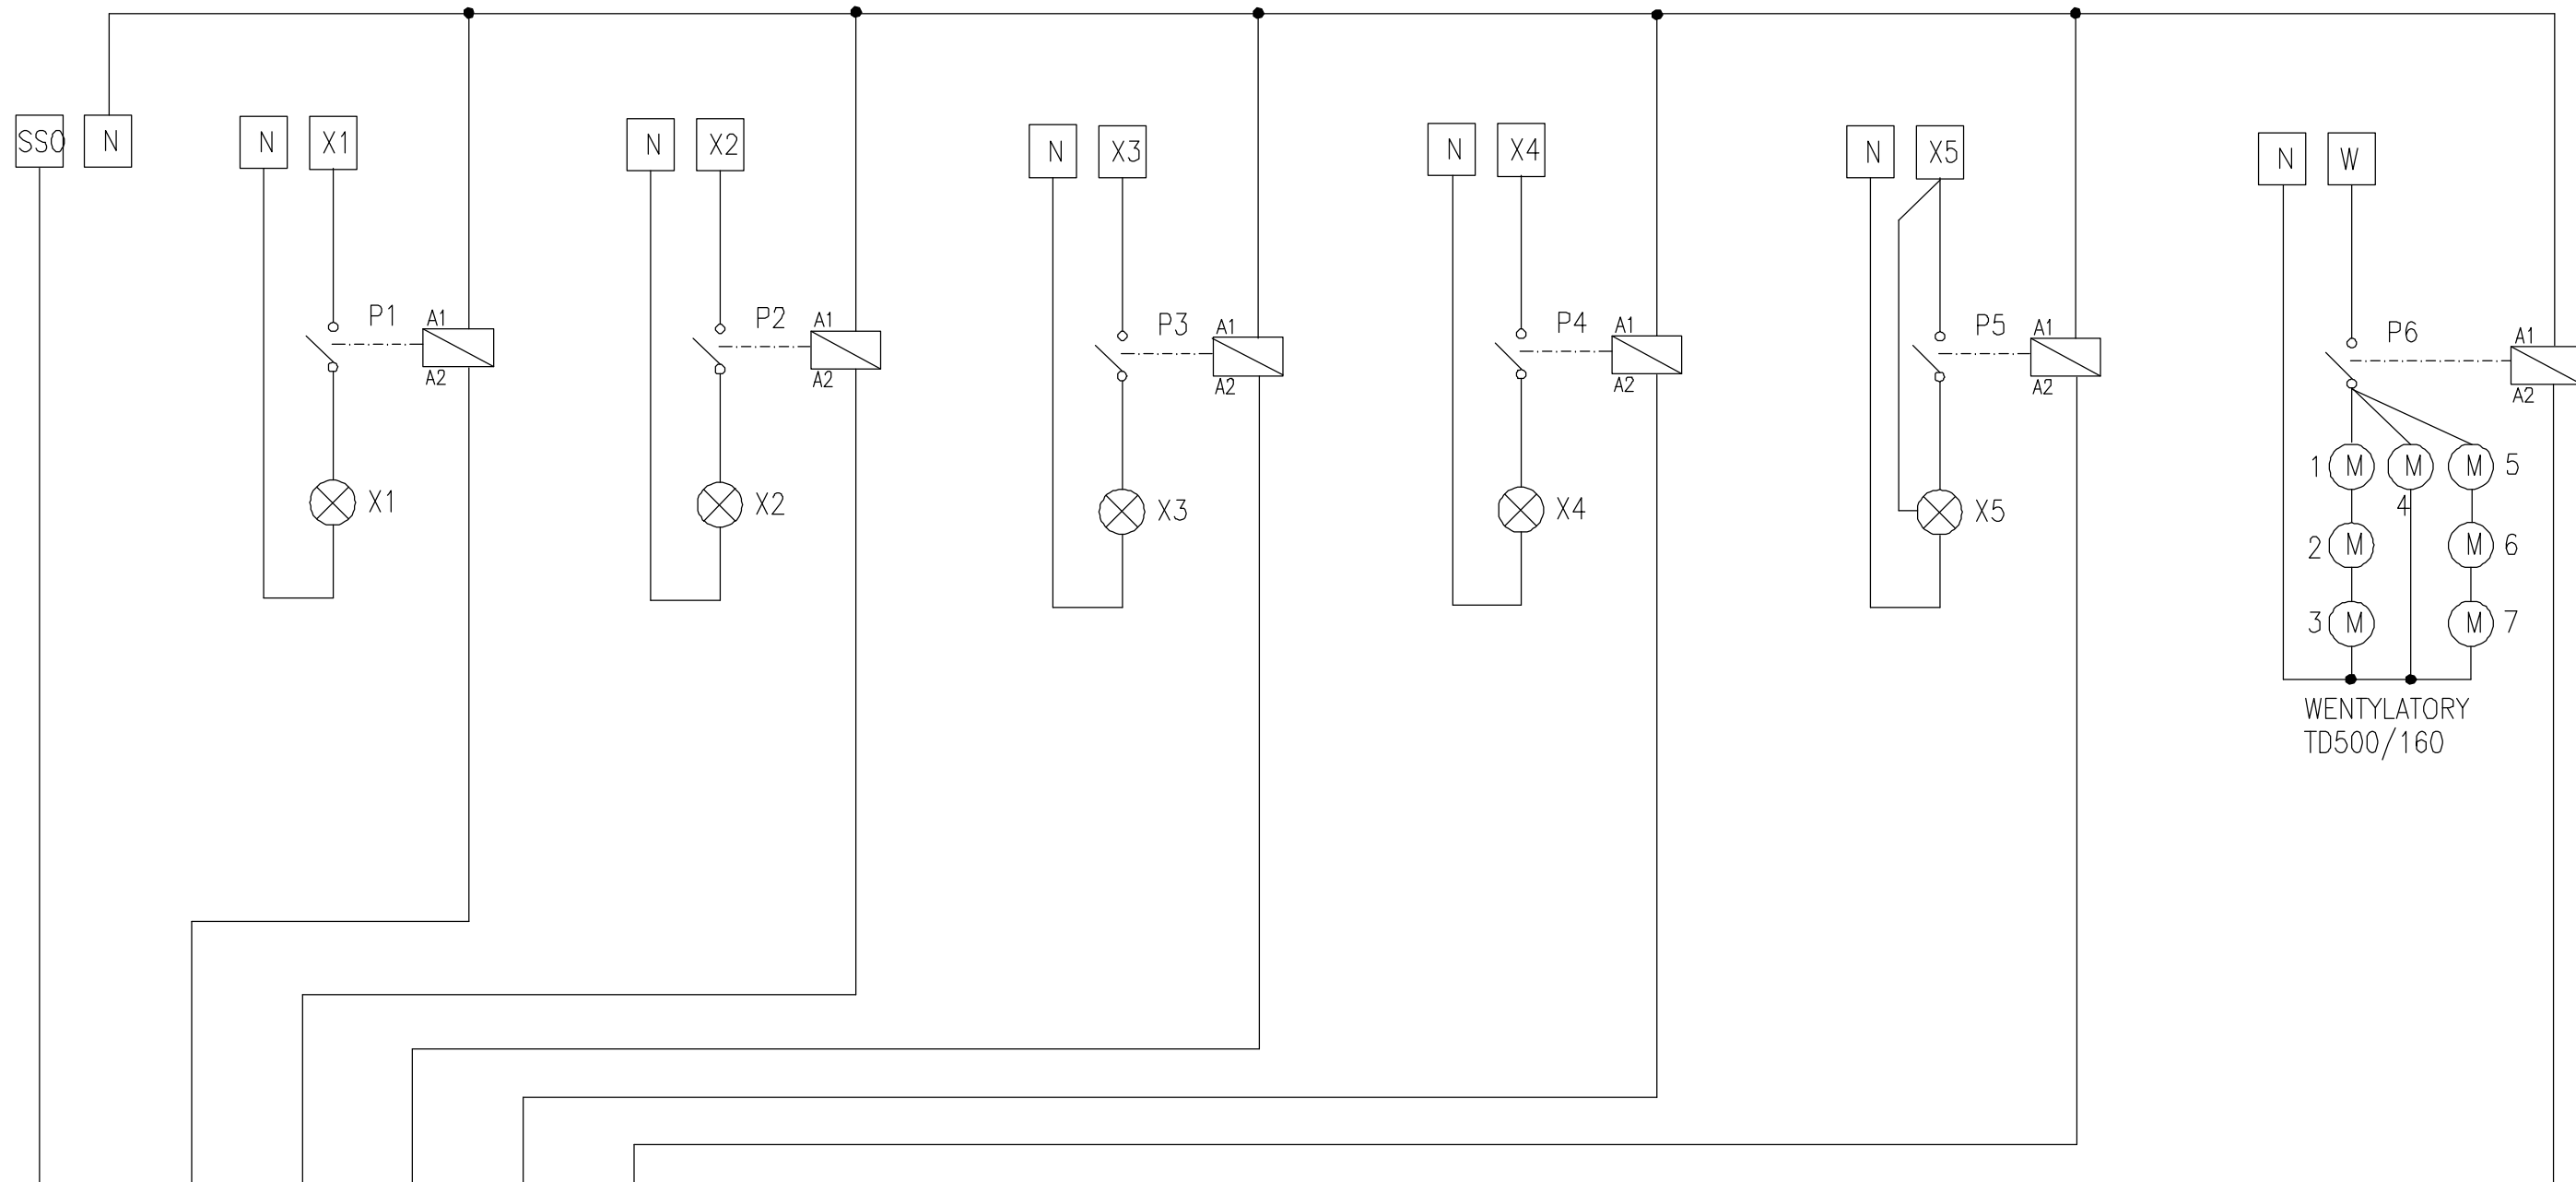 SSO N
N X1
N X2
N X3
N X4
N X5
N W
P1 A1
A2
P2 A1
A2
P3 A1
A2
P4 A1
A2
P5 A1
A2
P6 A1
A2
X1
X2
X3
X4
X5
1 M M M 5
4
2 M M 6
3 M M 7
WENTYLATORY
TD500/160